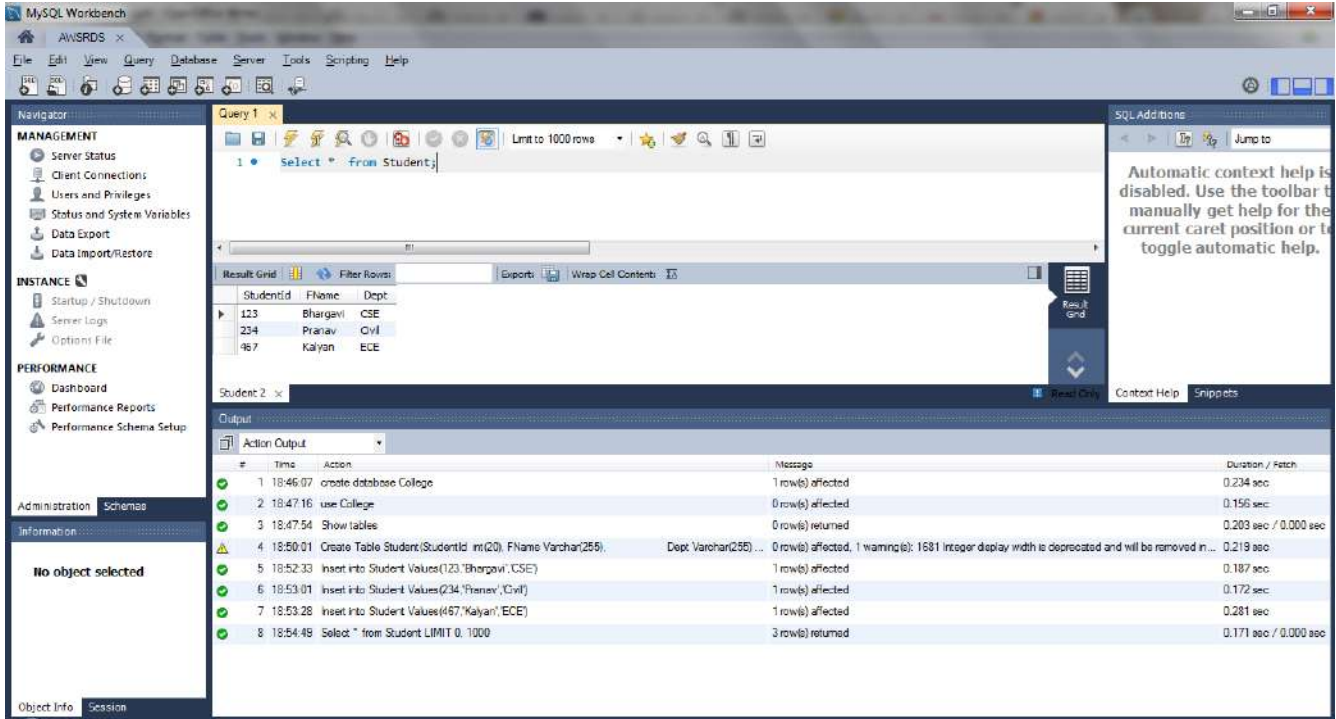 MySQL Workbench
AWSRDS
File Edit View Query Database Server Tools Scripting Help
Navigator
MANAGEMENT
Server Status
Client Connections
Users and Privileges
Status and System Variables
Data Export
Data Import/Restore
INSTANCE
Startup / Shutdown
Server Logs
Options File
PERFORMANCE
Dashboard
Performance Reports
Performance Schema Setup
Administration Schemas
Information
No object selected
Object Info Session
Query 1
Limit to 1000 rows
1 Select * from Student;
Result Grid Filter Rows: Export: Wrap Cell Content:
StudentId FName Dept
123 Bhargavi CSE
234 Pranav Civil
467 Kalyan ECE
Result Grid
Student 2
Read Only
SQL Additions
Jump to
Automatic context help is
disabled. Use the toolbar t
manually get help for the
current caret position or to
toggle automatic help.
Context Help Snippets
Output
Action Output
# Time Action Message Duration / Fetch
1 18:46:07 create database College 1 row(s) affected 0.234 sec
2 18:47:16 use College 0 row(s) affected 0.156 sec
3 18:47:54 Show tables 0 row(s) returned 0.203 sec / 0.000 sec
4 18:50:01 Create Table Student(StudentId int(20), FName Varchar(255), Dept Varchar(255) ... 0 row(s) affected, 1 warning(s): 1681 Integer display width is deprecated and will be removed in ... 0.219 sec
5 18:52:33 Insert into Student Values(123,'Bhargavi','CSE') 1 row(s) affected 0.187 sec
6 18:53:01 Insert into Student Values(234,'Pranav','Civil') 1 row(s) affected 0.172 sec
7 18:53:28 Insert into Student Values(467,'Kalyan','ECE') 1 row(s) affected 0.281 sec
8 18:54:49 Select * from Student LIMIT 0, 1000 3 row(s) returned 0.171 sec / 0.000 sec